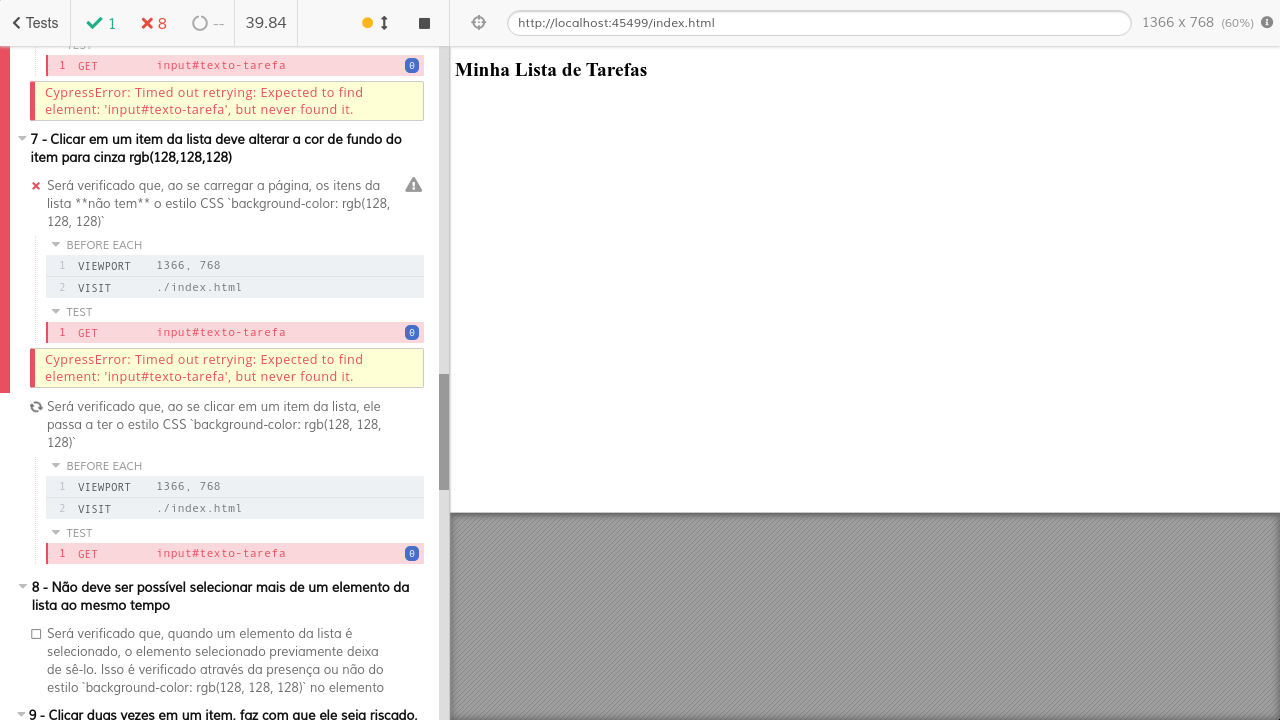 Tests
1
8
--
39.84
http://localhost:45499/index.html
1366 x 768 (60%)
TEST
1 GET input#texto-tarefa 0
CypressError: Timed out retrying: Expected to find
element: 'input#texto-tarefa', but never found it.
7 - Clicar em um item da lista deve alterar a cor de fundo do
item para cinza rgb(128,128,128)
Será verificado que, ao se carregar a página, os itens da
lista **não tem** o estilo CSS `background-color: rgb(128,
128, 128)`
BEFORE EACH
1 VIEWPORT 1366, 768
2 VISIT ./index.html
TEST
1 GET input#texto-tarefa 0
CypressError: Timed out retrying: Expected to find
element: 'input#texto-tarefa', but never found it.
Será verificado que, ao se clicar em um item da lista, ele
passa a ter o estilo CSS `background-color: rgb(128, 128,
128)`
BEFORE EACH
1 VIEWPORT 1366, 768
2 VISIT ./index.html
TEST
1 GET input#texto-tarefa 0
8 - Não deve ser possível selecionar mais de um elemento da
lista ao mesmo tempo
Será verificado que, quando um elemento da lista é
selecionado, o elemento selecionado previamente deixa
de sê-lo. Isso é verificado através da presença ou não do
estilo `background-color: rgb(128, 128, 128)` no elemento
9 - Clicar duas vezes em um item, faz com que ele seja riscado,
Minha Lista de Tarefas